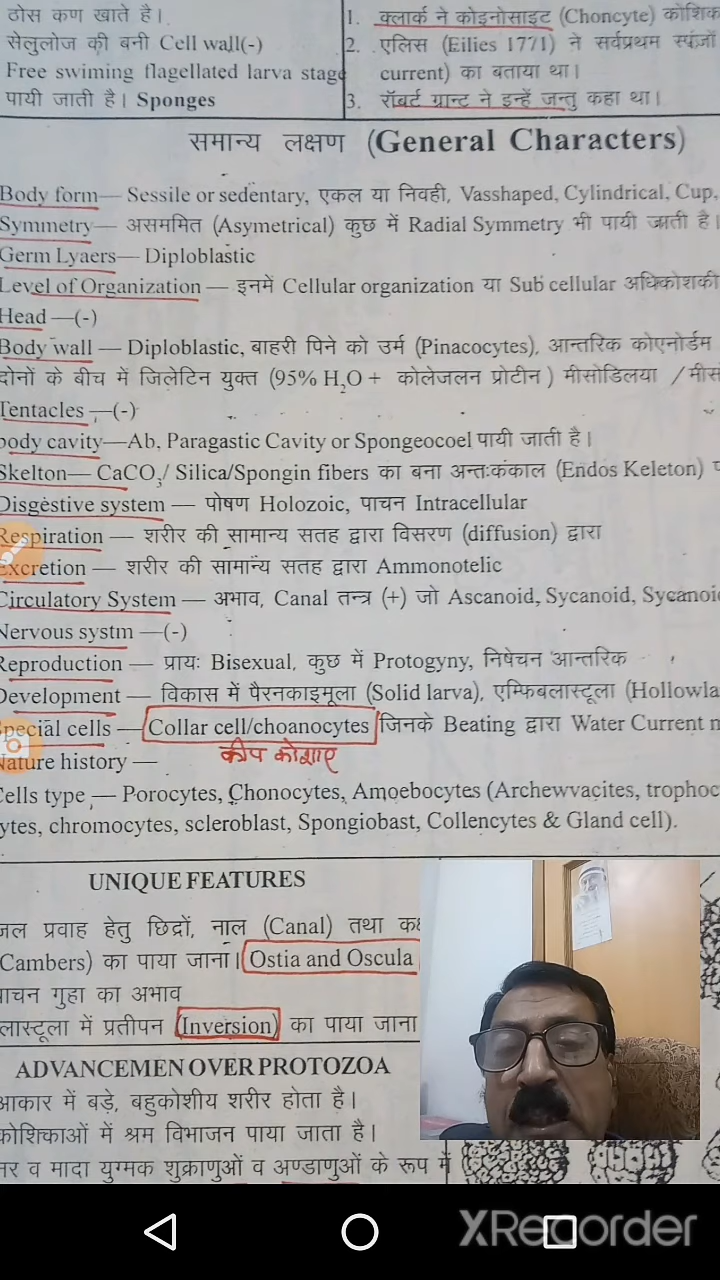 ठोस कण खाते है।
सेलुलोज की बनी Cell wall(-)
Free swiming flagellated larva stage
पायी जाती है। Sponges
1. क्लार्क ने कोइनोसाइट (Choncyte) कोशिक
2. एलिस (Eilies 1771) ने सर्वप्रथम स्पंजों
current) का बताया था।
3. रॉबर्ट ग्रान्ट ने इन्हें जन्तु कहा था।
समान्य लक्षण (General Characters)
Body form— Sessile or sedentary, एकल या निवही, Vasshaped, Cylindrical, Cup,
Symmetry— असममित (Asymetrical) कुछ में Radial Symmetry भी पायी जाती है।
Germ Lyaers— Diploblastic
Level of Organization — इनमें Cellular organization या Sub cellular अधिकोशकी
Head —(-)
Body wall — Diploblastic, बाहरी पिने को उर्म (Pinacocytes), आन्तरिक कोएनोर्डम
दोनों के बीच में जिलेटिन युक्त (95% H₂O + कोलेजलन प्रोटीन ) मीसोडिलया / मीस
Tentacles —(-)
body cavity—Ab, Paragastic Cavity or Spongeocoel पायी जाती है।
Skelton— CaCO₃/ Silica/Spongin fibers का बना अन्तःकंकाल (Endos Keleton)
Disgestive system — पोषण Holozoic, पाचन Intracellular
Respiration — शरीर की सामान्य सतह द्वारा विसरण (diffusion) द्वारा
Excretion — शरीर की सामान्य सतह द्वारा Ammonotelic
Circulatory System — अभाव, Canal तन्त्र (+) जो Ascanoid, Sycanoid, Sycanoi
Nervous systm —(-)
Reproduction — प्रायः Bisexual, कुछ में Protogyny, निषेचन आन्तरिक
Development — विकास में पैरनकाइमूला (Solid larva), एम्फिबलास्टूला (Hollowla
Special cells — Collar cell/choanocytes जिनके Beating द्वारा Water Current
कीप कोशाए
Nature history —
Cells type — Porocytes, Chonocytes, Amoebocytes (Archewvacites, trophoc
ytes, chromocytes, scleroblast, Spongiobast, Collencytes & Gland cell).
UNIQUE FEATURES
जल प्रवाह हेतु छिद्रों, नाल (Canal) तथा कक्ष
(Cambers) का पाया जाना। Ostia and Oscula
पाचन गुहा का अभाव
लास्टूला में प्रतीपन (Inversion) का पाया जाना
ADVANCEMEN OVER PROTOZOA
आकार में बड़े, बहुकोशीय शरीर होता है।
कोशिकाओं में श्रम विभाजन पाया जाता है।
नर व मादा युग्मक शुक्राणुओं व अण्डाणुओं के रूप में
XRecorder